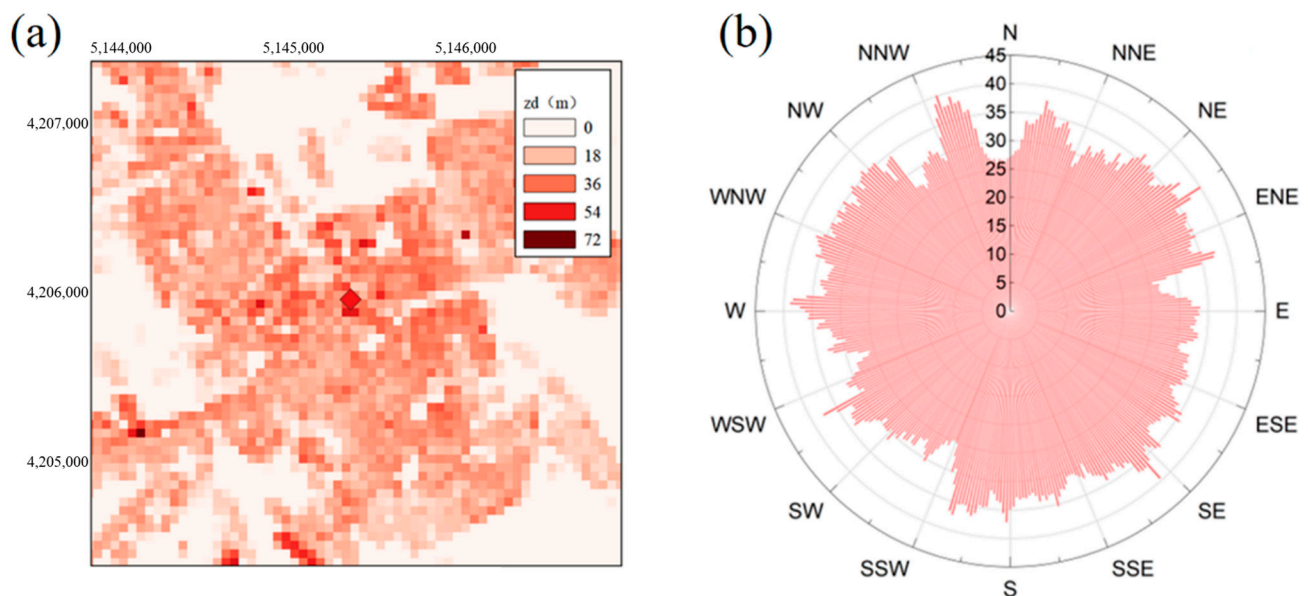 (a)
5,144,000 5,145,000 5,146,000
4,207,000
4,206,000
4,205,000
zd（m）
0
18
36
54
72
(b)
N
NNE
NE
ENE
E
ESE
SE
SSE
S
SSW
SW
WSW
W
WNW
NW
NNW
45
40
35
30
25
20
15
10
5
0